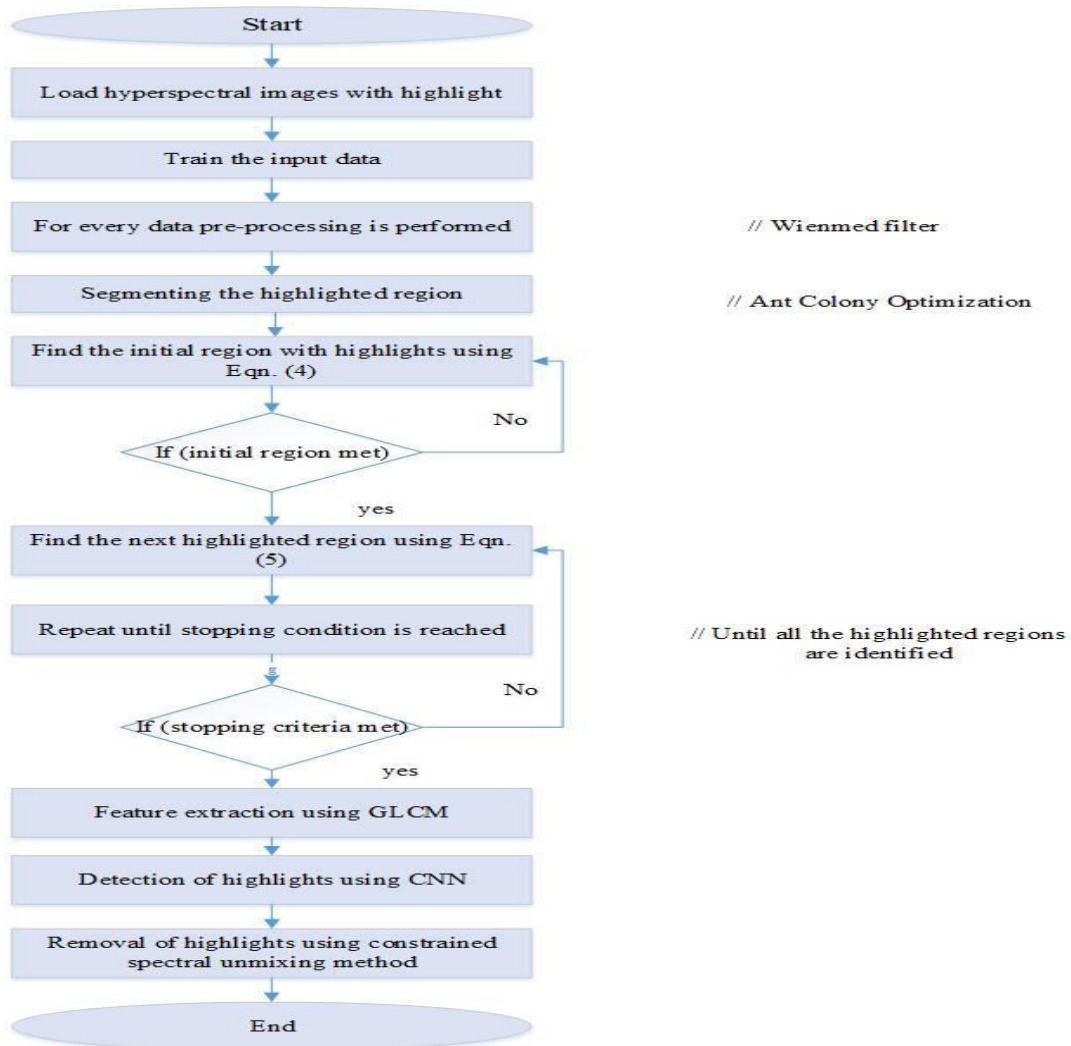 Start
Load hyperspectral images with highlight
Train the input data
For every data pre-processing is performed
// Wienmed filter
Segmenting the highlighted region
// Ant Colony Optimization
Find the initial region with highlights using
Eqn. (4)
No
If (initial region met)
yes
Find the next highlighted region using Eqn.
(5)
Repeat until stopping condition is reached
// Until all the highlighted regions
are identified
g
No
If (stopping criteria met)
yes
Feature extraction using GLCM
Detection of highlights using CNN
Removal of highlights using constrained
spectral unmixing method
End